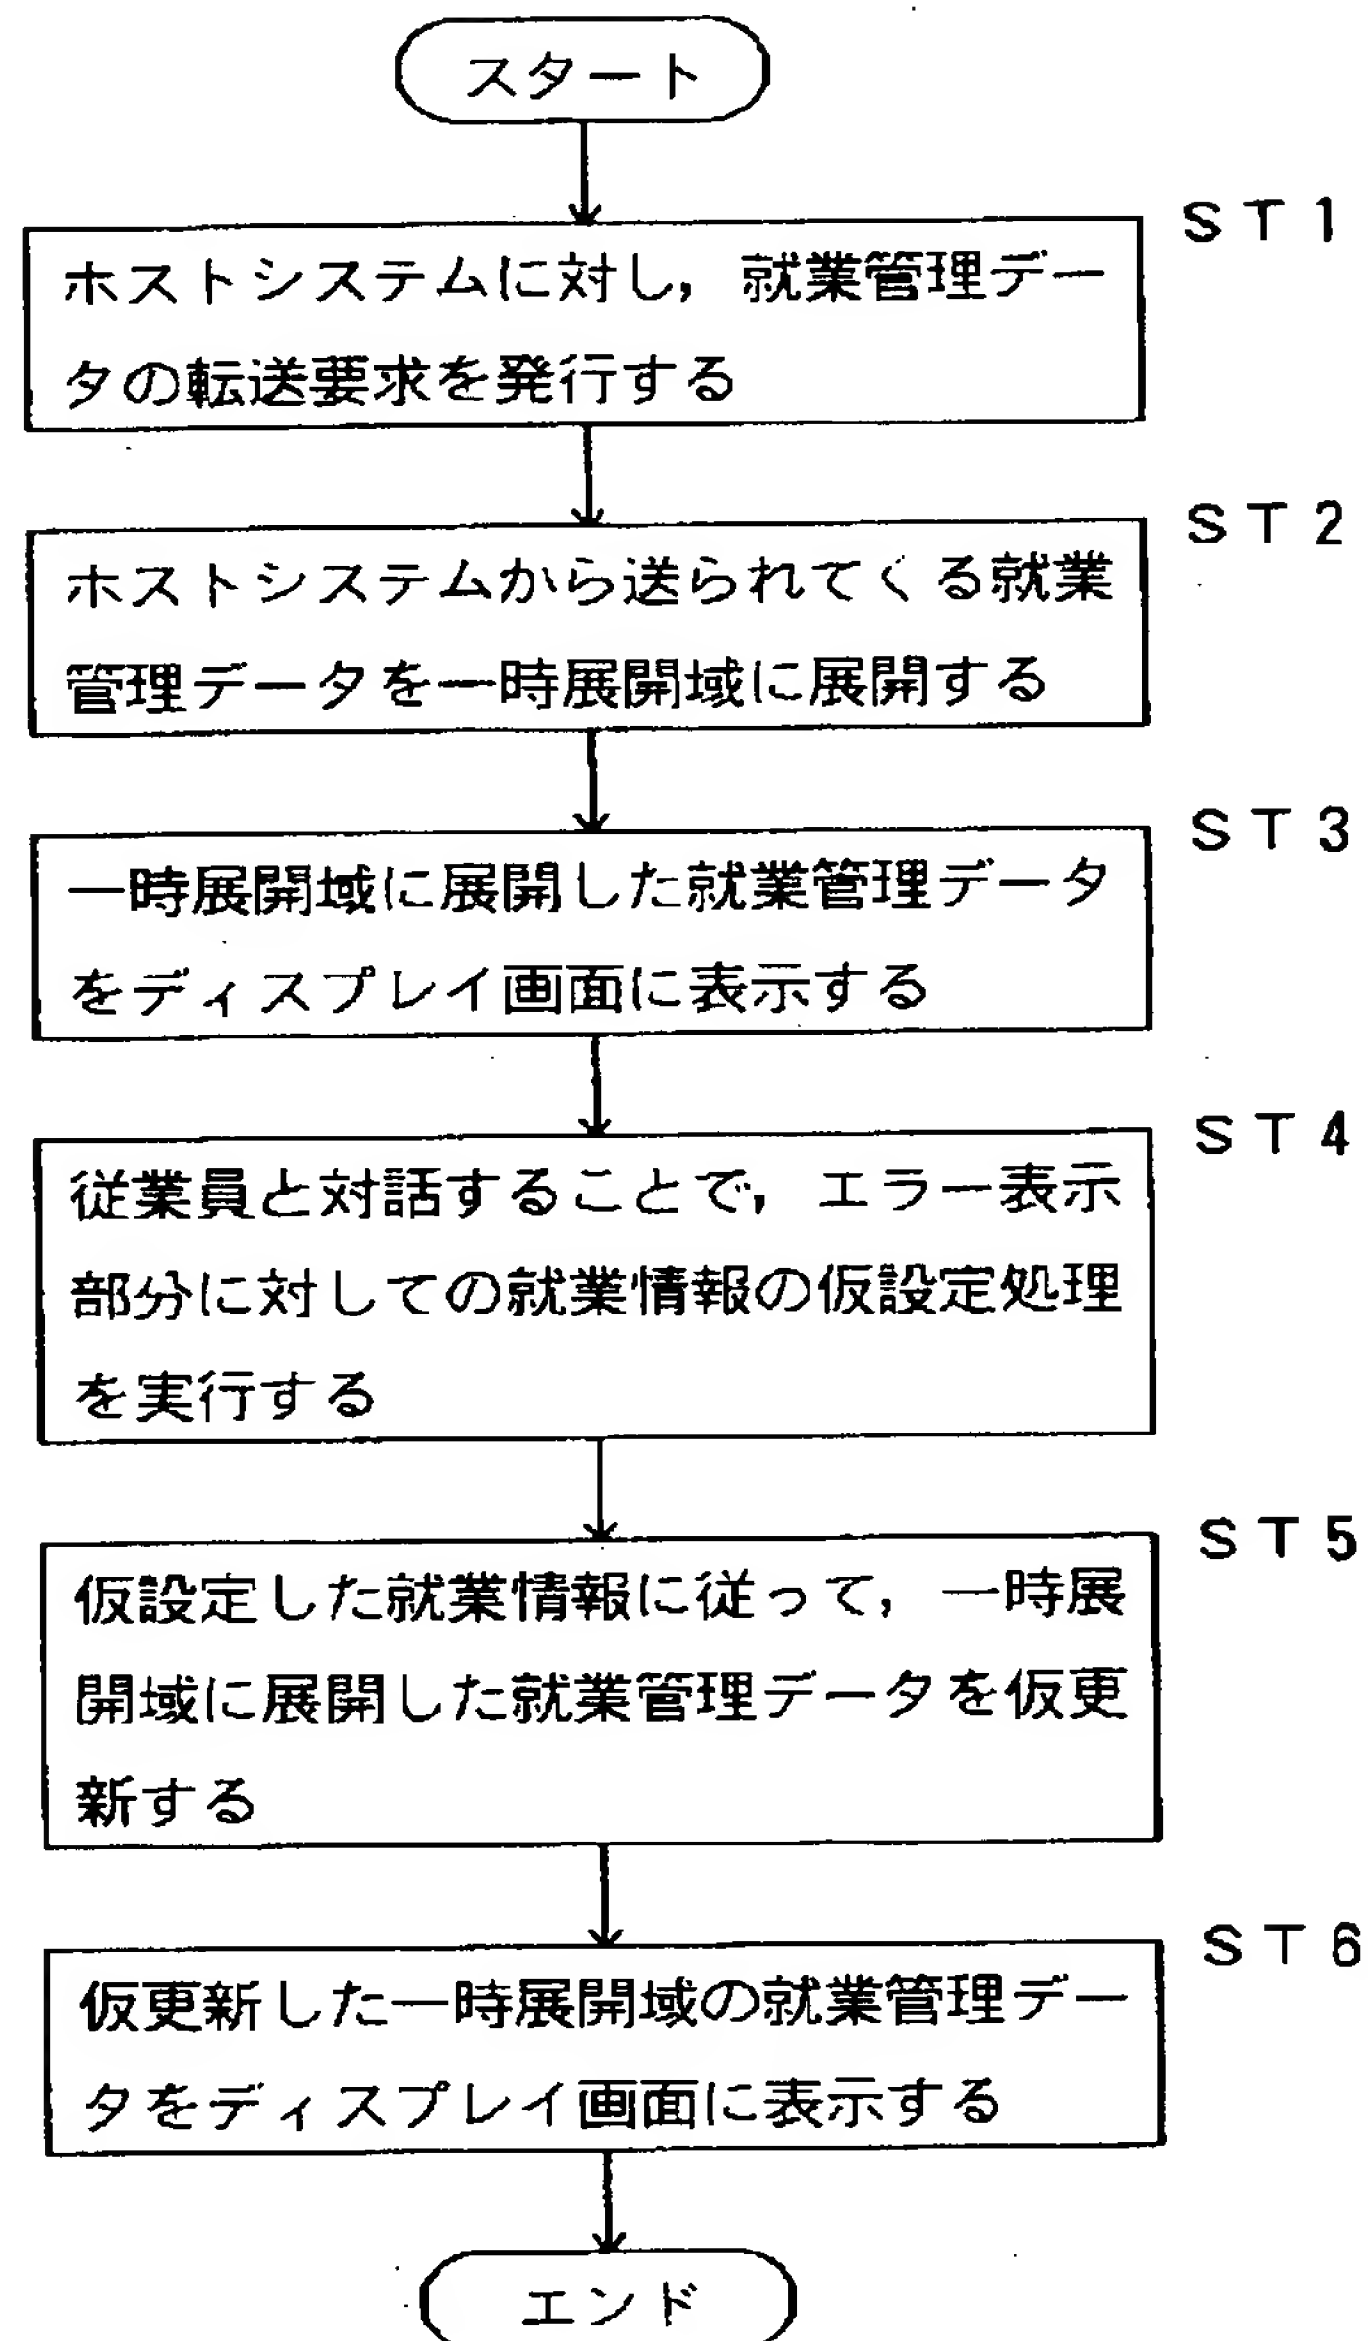 スタート
ST1
ホストシステムに対し，就業管理デー
タの転送要求を発行する
ST2
ホストシステムから送られてくる就業
管理データを一時展開域に展開する
ST3
一時展開域に展開した就業管理データ
をディスプレイ画面に表示する
ST4
従業員と対話することで，エラー表示
部分に対しての就業情報の仮設定処理
を実行する
ST5
仮設定した就業情報に従って，一時展
開域に展開した就業管理データを仮更
新する
ST6
仮更新した一時展開域の就業管理デー
タをディスプレイ画面に表示する
エンド